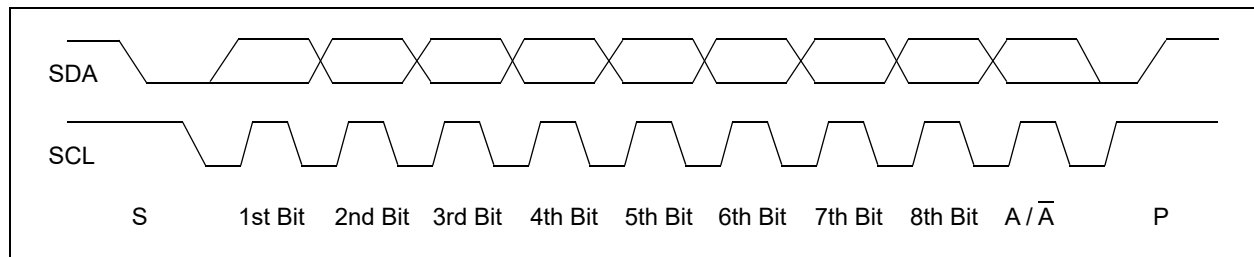 SDA
SCL
S 1st Bit 2nd Bit 3rd Bit 4th Bit 5th Bit 6th Bit 7th Bit 8th Bit A / A̅ P